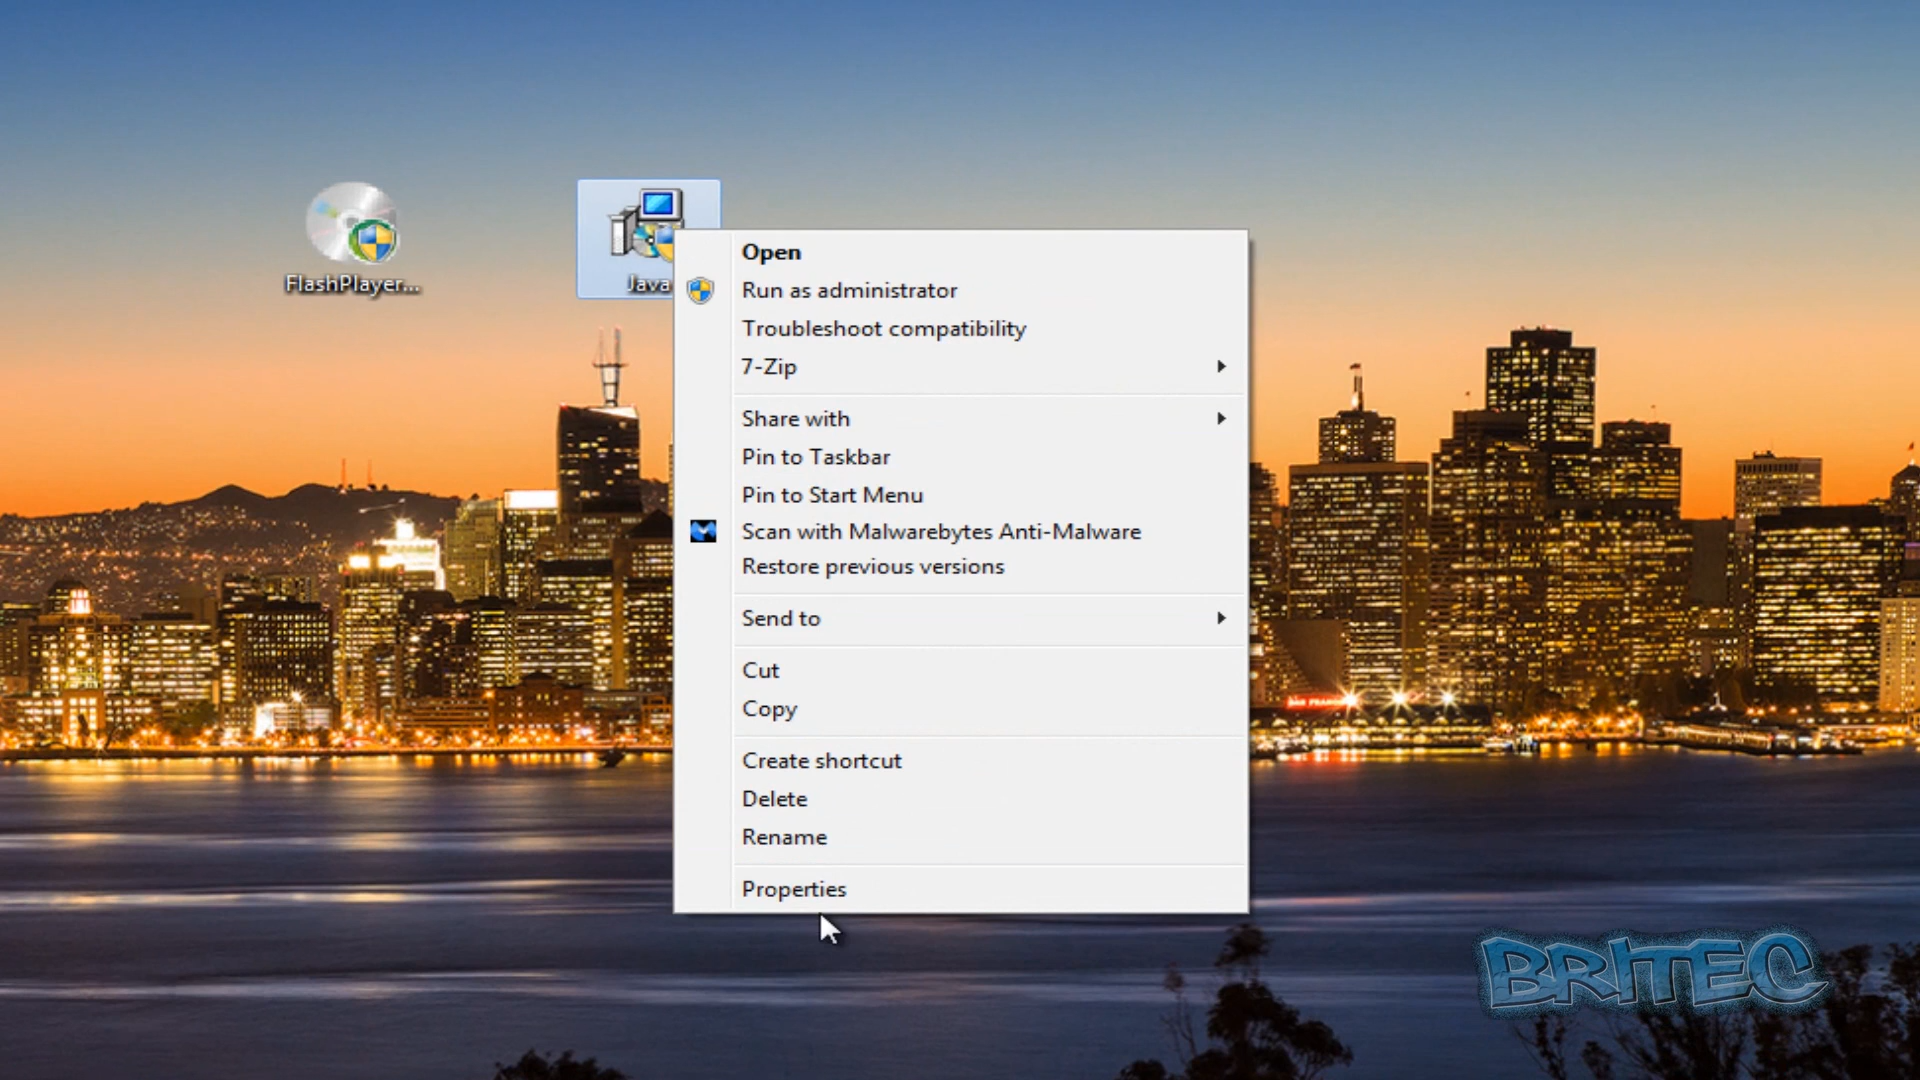 FlashPlayer...
Java
Open
Run as administrator
Troubleshoot compatibility
7-Zip
Share with
Pin to Taskbar
Pin to Start Menu
Scan with Malwarebytes Anti-Malware
Restore previous versions
Send to
Cut
Copy
Create shortcut
Delete
Rename
Properties
BRITEC